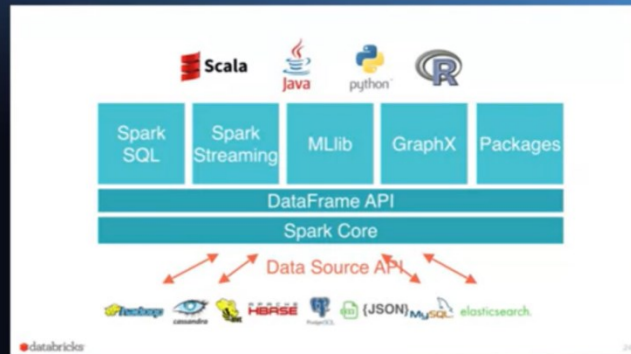 Scala
Java
python
R
Spark SQL
Spark Streaming
MLlib
GraphX
Packages
DataFrame API
Spark Core
Data Source API
hadoop
cassandra
APACHE HBASE
PostgreSQL
{JSON}
MySQL
elasticsearch.
databricks